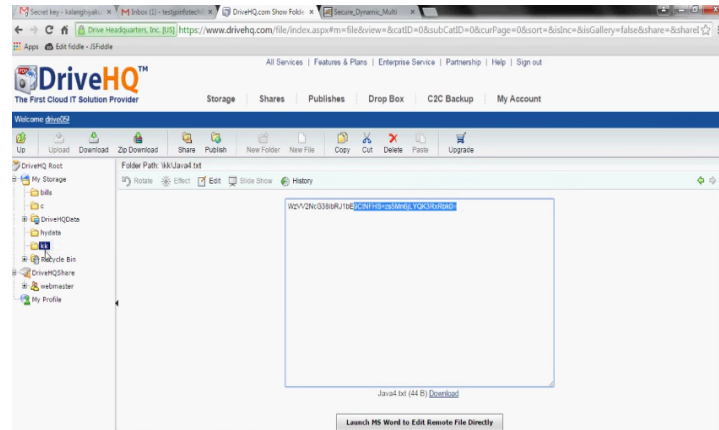 Secret key - kalanghiyaku
Inbox (1) - testjpinfotech
DriveHQ.com Show Folde
Secure_Dynamic_Multi
Drive Headquarters, Inc. [US] https://www.drivehq.com/file/index.aspx#m=file&view=&catID=0&subCatID=0&curPage=0&sort=&isInc=&isGallery=false&share=&shareI
Apps Edit fiddle - JSFiddle
All Services | Features & Plans | Enterprise Service | Partnership | Help | Sign out
DriveHQ™
The First Cloud IT Solution Provider
Storage Shares Publishes Drop Box C2C Backup My Account
Welcome drive05!
Up Upload Download Zip Download Share Publish New Folder New File Copy Cut Delete Paste Upgrade
DriveHQ Root
Folder Path: \kk\Java4.txt
My Storage
Rotate Effect Edit Slide Show History
bills
c
DriveHQData
hydata
kk
Recycle Bin
DriveHQShare
webmaster
My Profile
Java4.txt (44 B) Download
Launch MS Word to Edit Remote File Directly